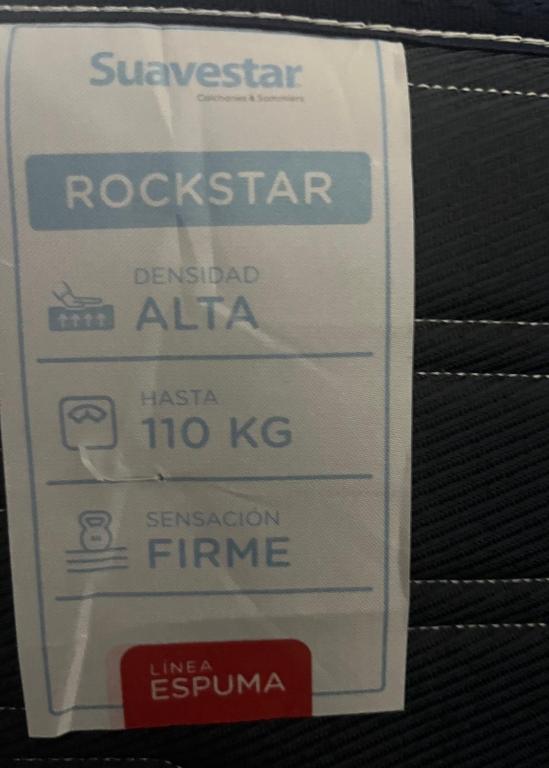 Suavestar
Colchones & Sommiers
ROCKSTAR
DENSIDAD
ALTA
HASTA
110 KG
SENSACIÓN
FIRME
LÍNEA
ESPUMA